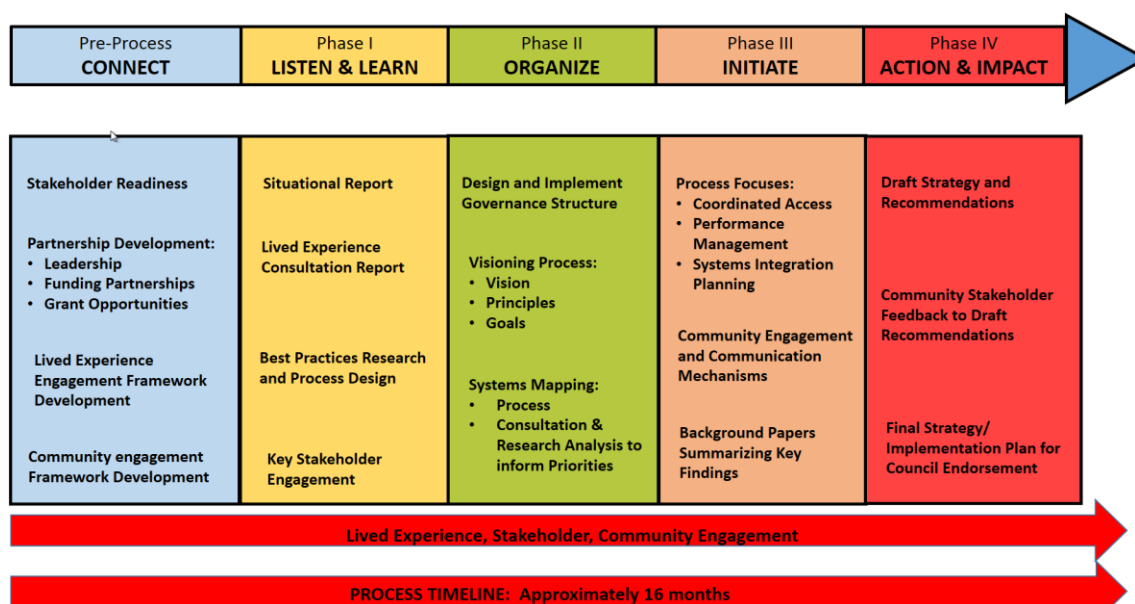 Pre-Process
CONNECT
Phase I
LISTEN & LEARN
Phase II
ORGANIZE
Phase III
INITIATE
Phase IV
ACTION & IMPACT
Stakeholder Readiness
Partnership Development:
• Leadership
• Funding Partnerships
• Grant Opportunities
Lived Experience
Engagement Framework
Development
Community engagement
Framework Development
Situational Report
Lived Experience
Consultation Report
Best Practices Research
and Process Design
Key Stakeholder
Engagement
Design and Implement
Governance Structure
Visioning Process:
• Vision
• Principles
• Goals
Systems Mapping:
• Process
• Consultation &
Research Analysis to
inform Priorities
Process Focuses:
• Coordinated Access
• Performance
Management
• Systems Integration
Planning
Community Engagement
and Communication
Mechanisms
Background Papers
Summarizing Key
Findings
Draft Strategy and
Recommendations
Community Stakeholder
Feedback to Draft
Recommendations
Final Strategy/
Implementation Plan for
Council Endorsement
Lived Experience, Stakeholder, Community Engagement
PROCESS TIMELINE: Approximately 16 months